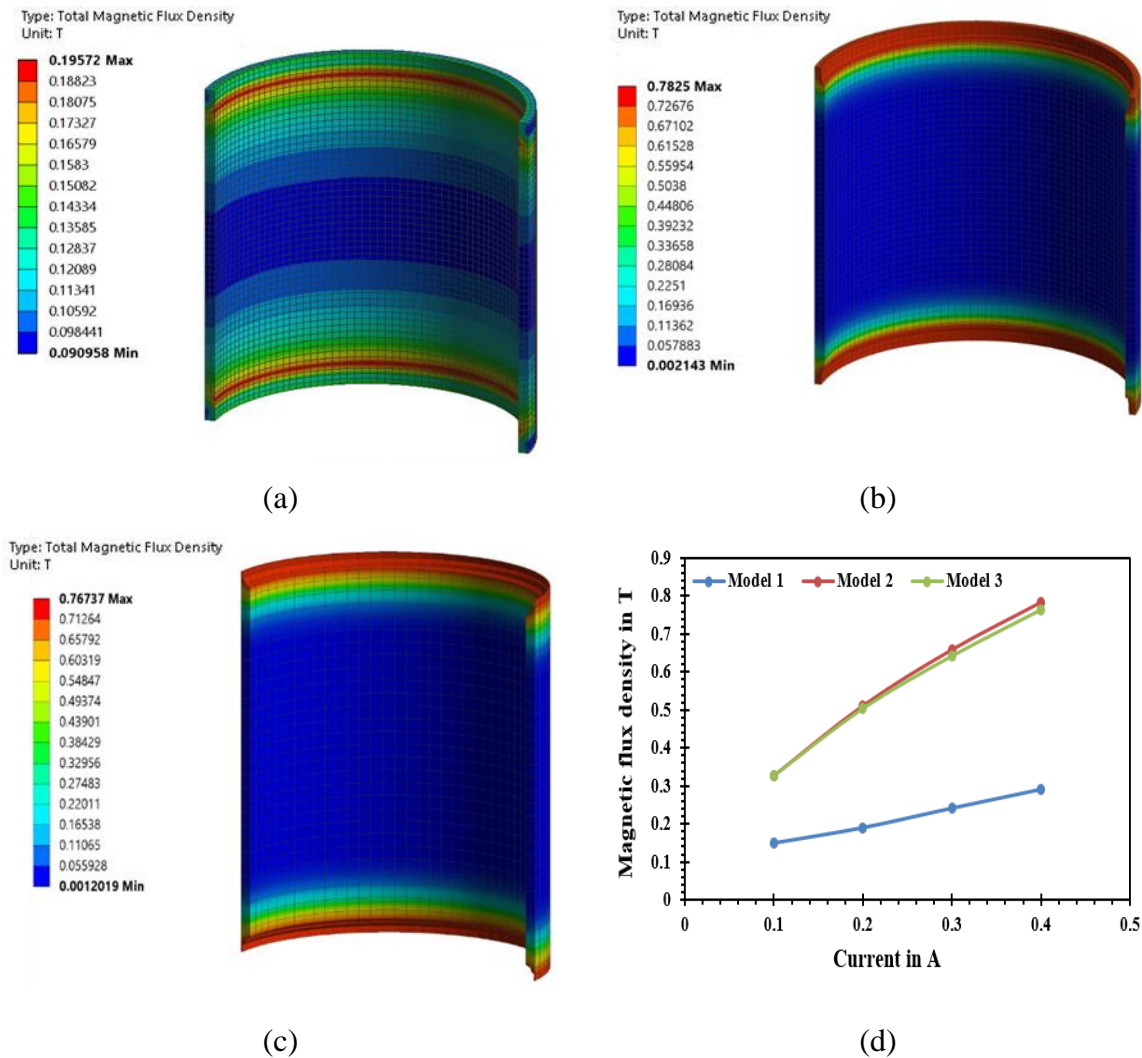 Type: Total Magnetic Flux Density
Unit: T
0.19572 Max
0.18823
0.18075
0.17327
0.16579
0.1583
0.15082
0.14334
0.13585
0.12837
0.12089
0.11341
0.10592
0.098441
0.090958 Min
(a)
Type: Total Magnetic Flux Density
Unit: T
0.7825 Max
0.72676
0.67102
0.61528
0.55954
0.5038
0.44806
0.39232
0.33658
0.28084
0.2251
0.16936
0.11362
0.057883
0.002143 Min
(b)
Type: Total Magnetic Flux Density
Unit: T
0.76737 Max
0.71264
0.65792
0.60319
0.54847
0.49374
0.43901
0.38429
0.32956
0.27483
0.22011
0.16538
0.11065
0.055928
0.0012019 Min
(c)
Magnetic flux density in T
0.9
0.8
0.7
0.6
0.5
0.4
0.3
0.2
0.1
0
Model 1 Model 2 Model 3
0 0.1 0.2 0.3 0.4 0.5
Current in A
(d)